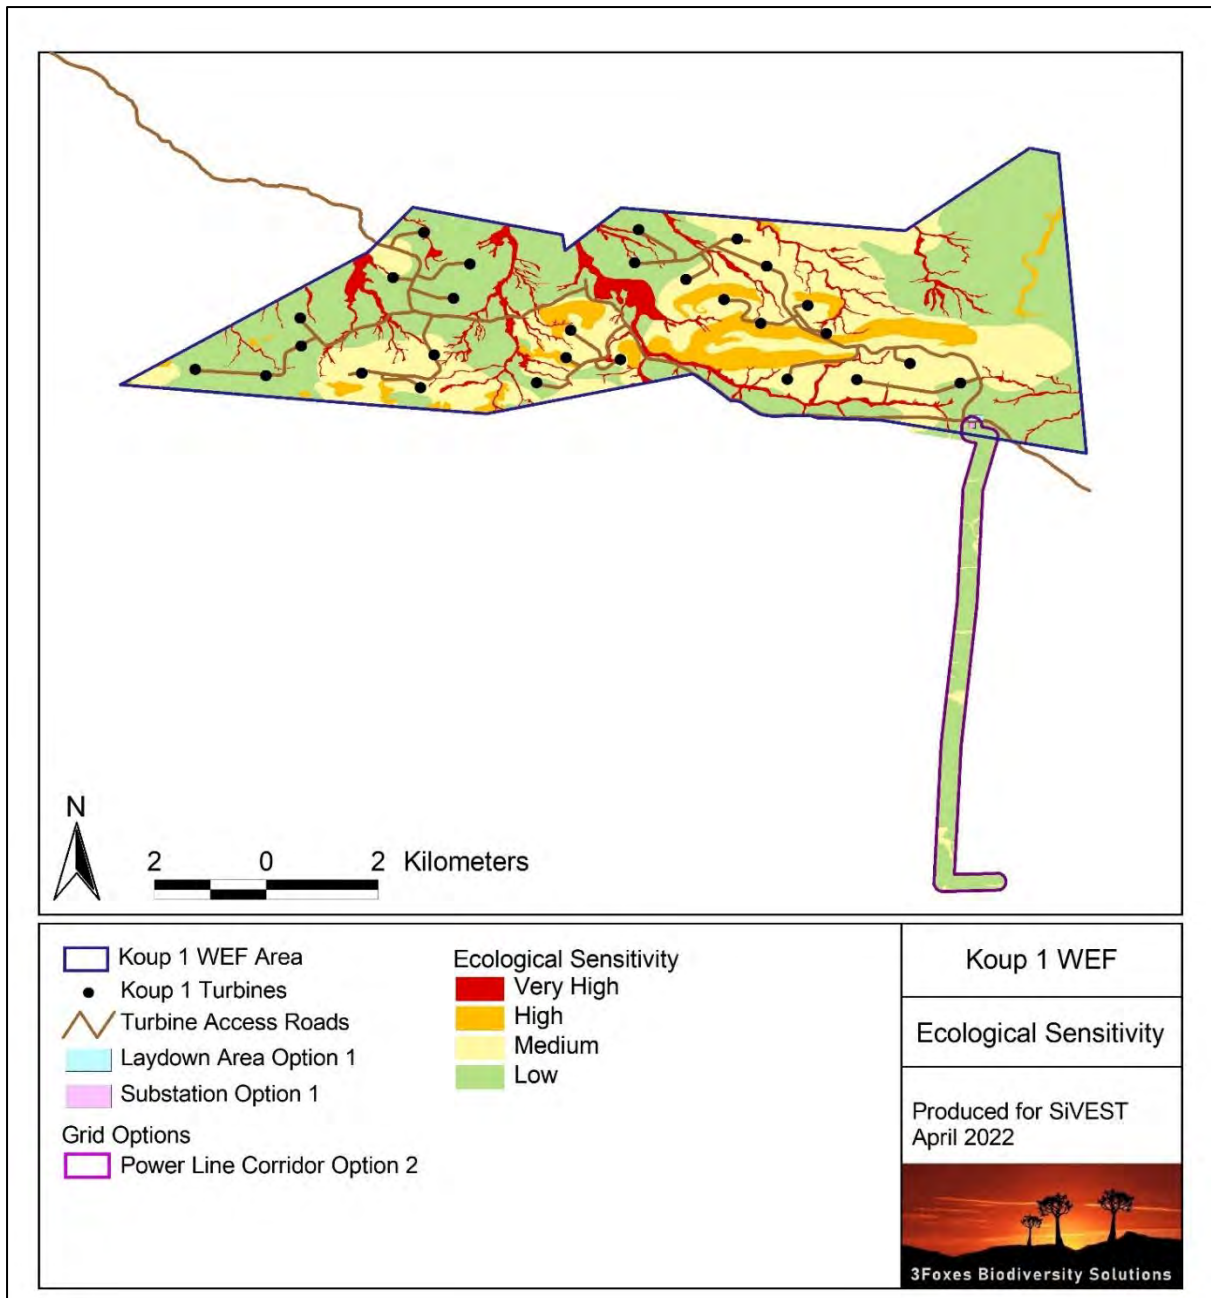 N
2 0 2 Kilometers
Koup 1 WEF Area
Koup 1 Turbines
Turbine Access Roads
Laydown Area Option 1
Substation Option 1
Grid Options
Power Line Corridor Option 2
Ecological Sensitivity
Very High
High
Medium
Low
Koup 1 WEF
Ecological Sensitivity
Produced for SiVEST
April 2022
3Foxes Biodiversity Solutions